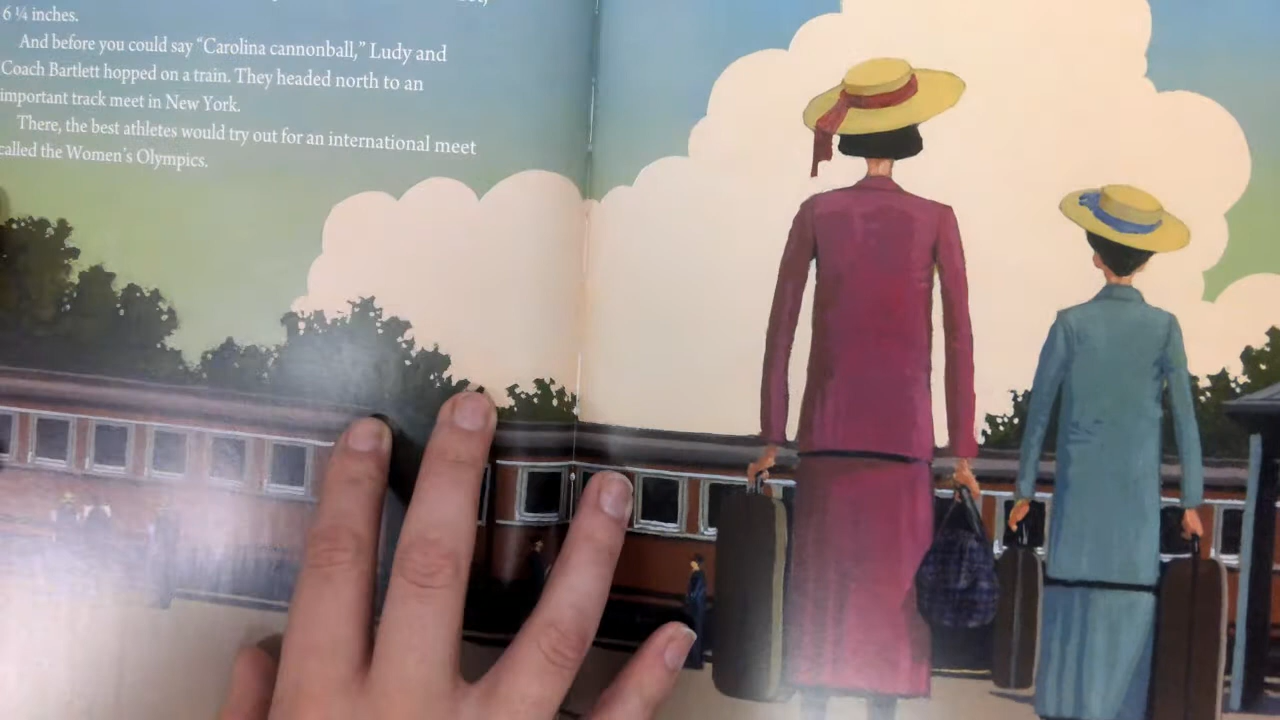 6 ¼ inches.
And before you could say “Carolina cannonball,” Ludy and
Coach Bartlett hopped on a train. They headed north to an
important track meet in New York.
There, the best athletes would try out for an international meet
called the Women’s Olympics.